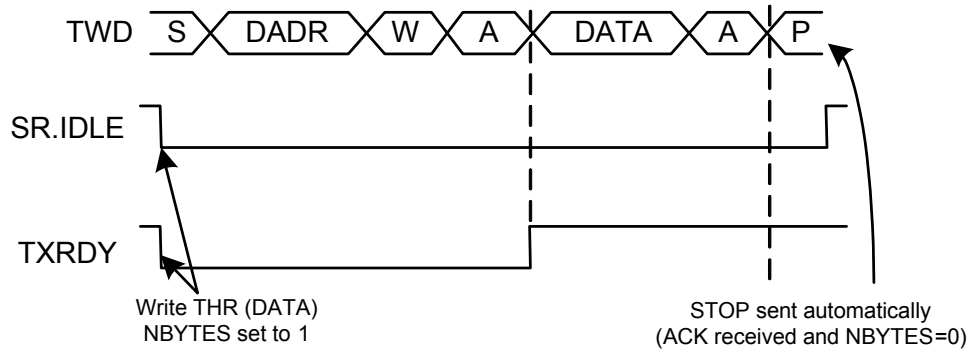 TWD S DADR W A DATA A P
SR.IDLE
TXRDY
Write THR (DATA)
NBYTES set to 1
STOP sent automatically
(ACK received and NBYTES=0)